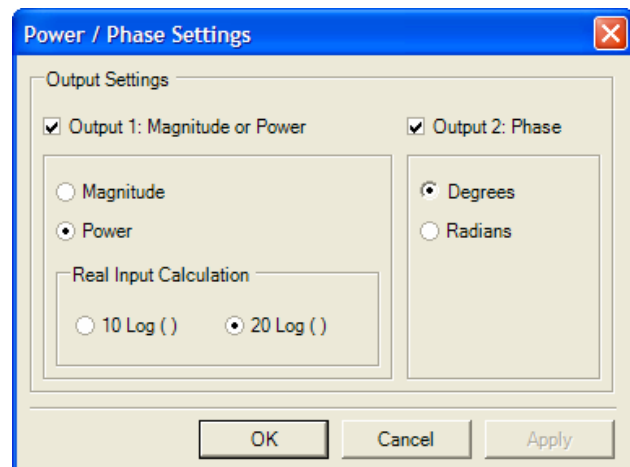 Power / Phase Settings
Output Settings
Output 1: Magnitude or Power
Output 2: Phase
Magnitude
Power
Real Input Calculation
10 Log ( )
20 Log ( )
Degrees
Radians
OK
Cancel
Apply